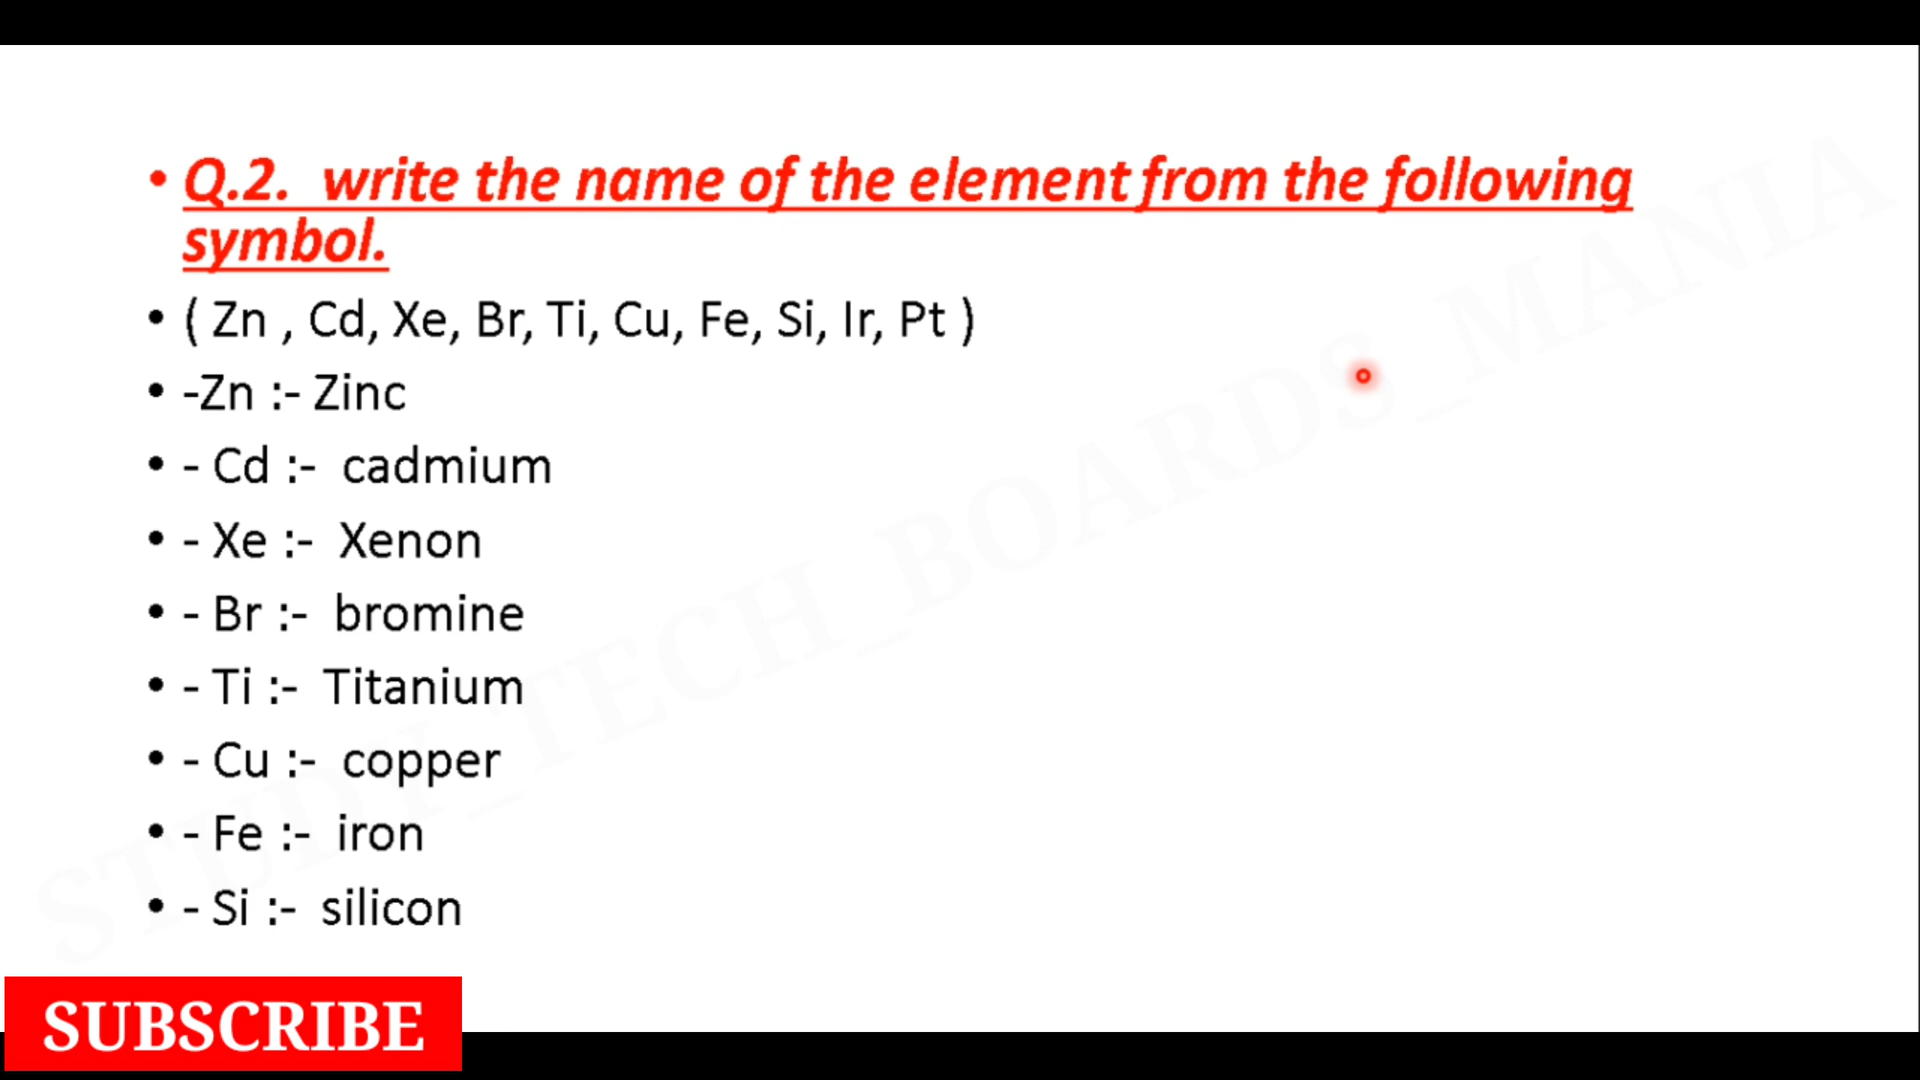 • Q.2. write the name of the element from the following
symbol.
• ( Zn , Cd, Xe, Br, Ti, Cu, Fe, Si, Ir, Pt )
• -Zn :- Zinc
• - Cd :- cadmium
• - Xe :- Xenon
• - Br :- bromine
• - Ti :- Titanium
• - Cu :- copper
• - Fe :- iron
• - Si :- silicon
STUDY_TECH_BOARDS_MANIA
SUBSCRIBE